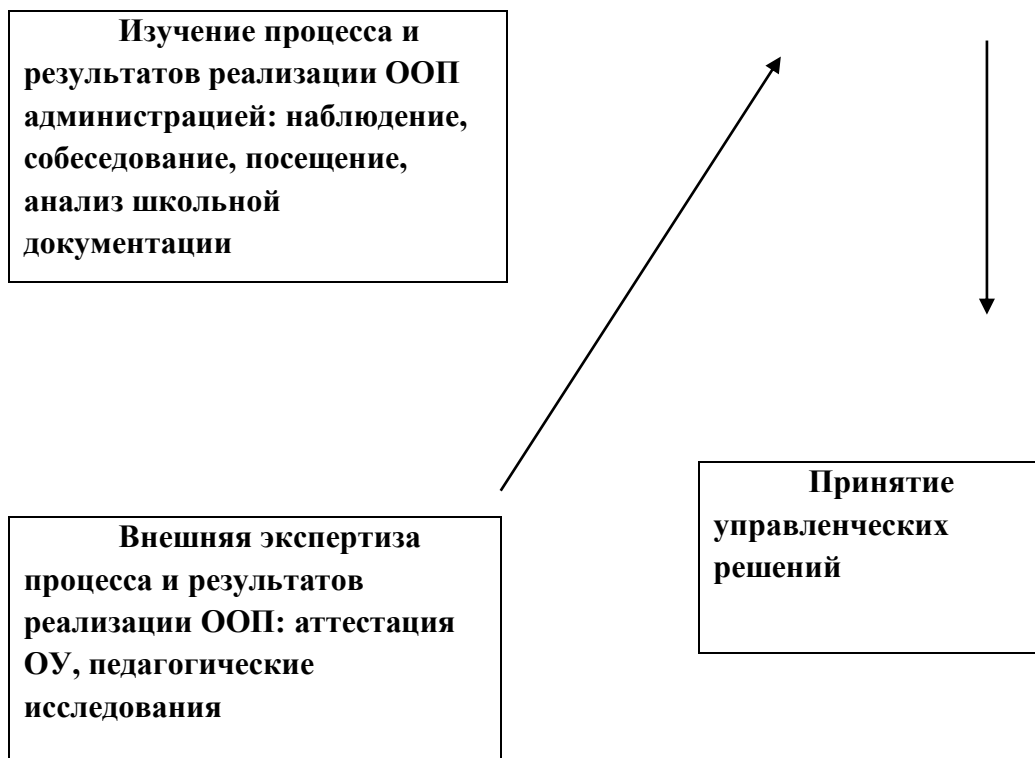 Изучение процесса и
результатов реализации ООП
администрацией: наблюдение,
собеседование, посещение,
анализ школьной
документации
Внешняя экспертиза
процесса и результатов
реализации ООП: аттестация
ОУ, педагогические
исследования
Принятие
управленческих
решений